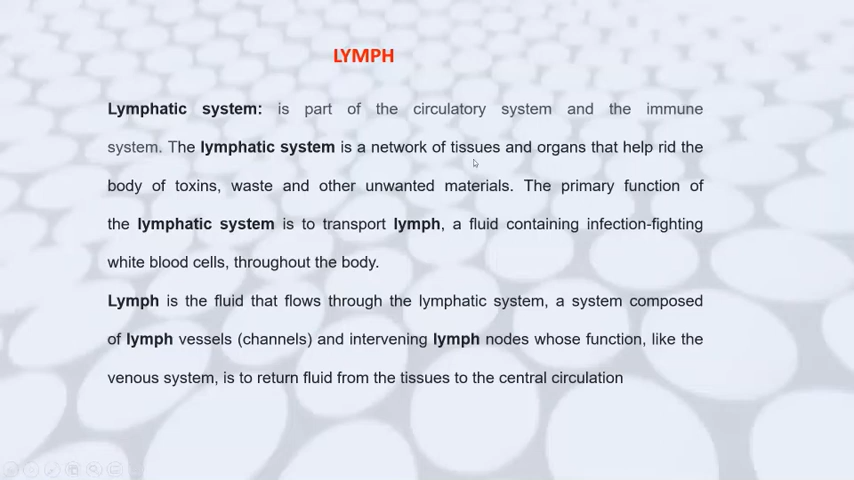 LYMPH
Lymphatic system: is part of the circulatory system and the immune
system. The lymphatic system is a network of tissues and organs that help rid the
body of toxins, waste and other unwanted materials. The primary function of
the lymphatic system is to transport lymph, a fluid containing infection-fighting
white blood cells, throughout the body.
Lymph is the fluid that flows through the lymphatic system, a system composed
of lymph vessels (channels) and intervening lymph nodes whose function, like the
venous system, is to return fluid from the tissues to the central circulation